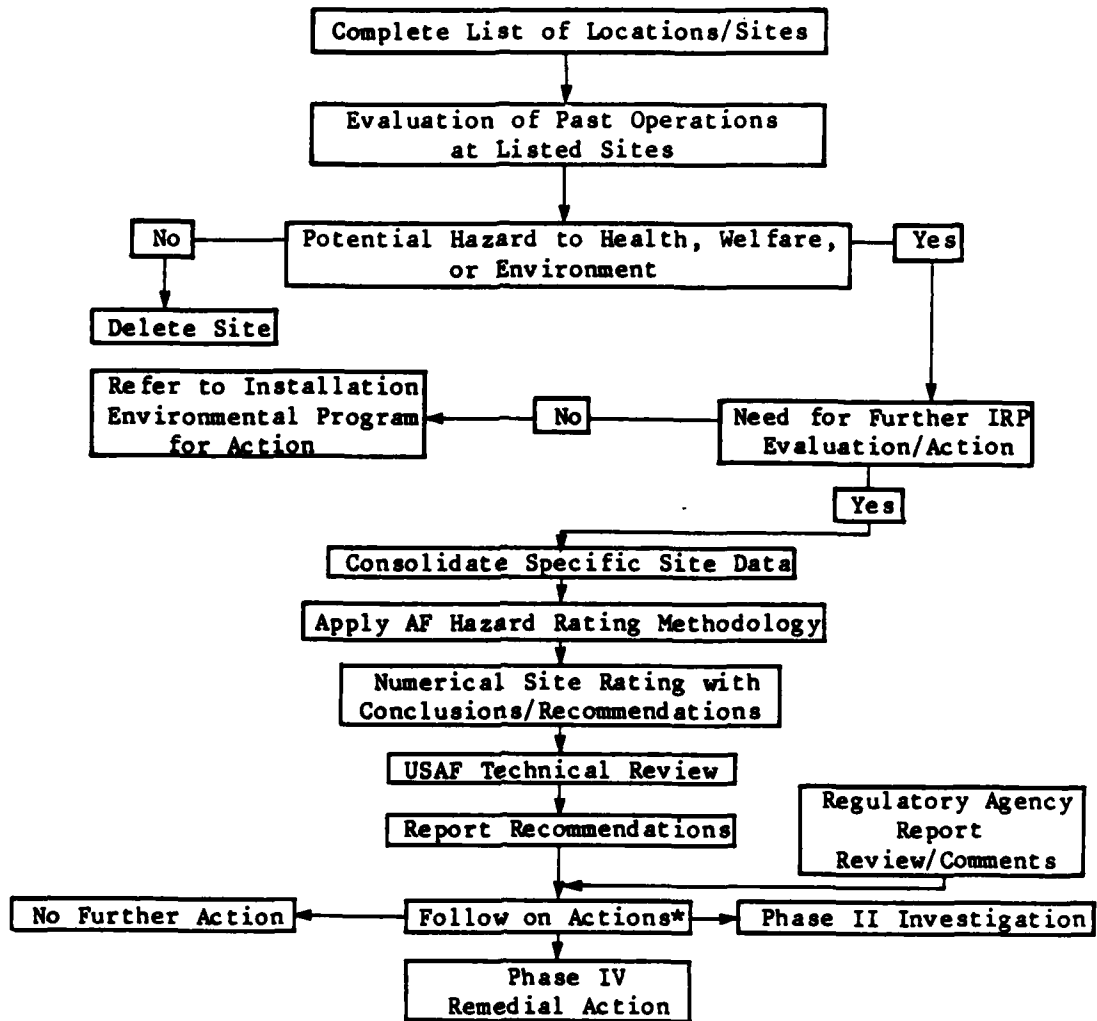 Complete List of Locations/Sites
Evaluation of Past Operations
at Listed Sites
No
Potential Hazard to Health, Welfare,
or Environment
Yes
Delete Site
Refer to Installation
Environmental Program
for Action
No
Need for Further IRP
Evaluation/Action
Yes
Consolidate Specific Site Data
Apply AF Hazard Rating Methodology
Numerical Site Rating with
Conclusions/Recommendations
USAF Technical Review
Report Recommendations
Regulatory Agency
Report
Review/Comments
No Further Action
Follow on Actions*
Phase II Investigation
Phase IV
Remedial Action